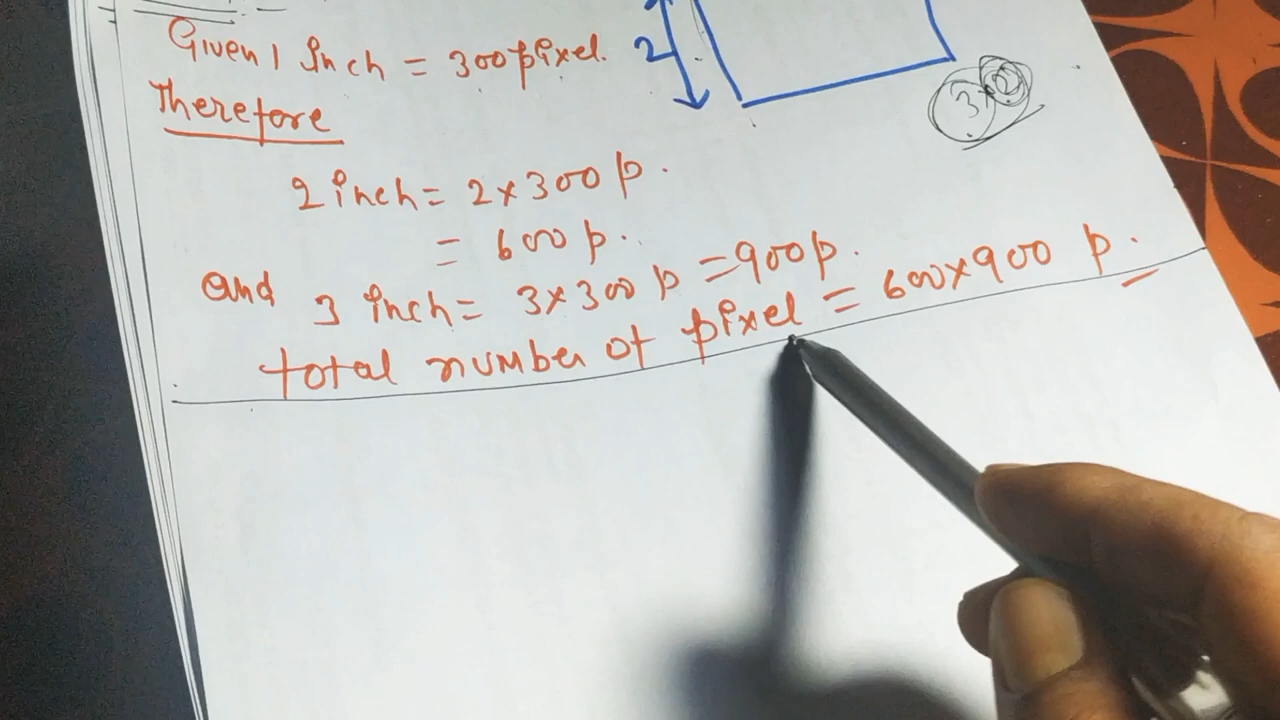 Given 1 inch = 300 pixel.
2
Therefore
2 inch = 2 x 300 p.
= 600 p.
and 3 inch = 3 x 300 p = 900 p.
total number of pixel = 600 x 900 p.